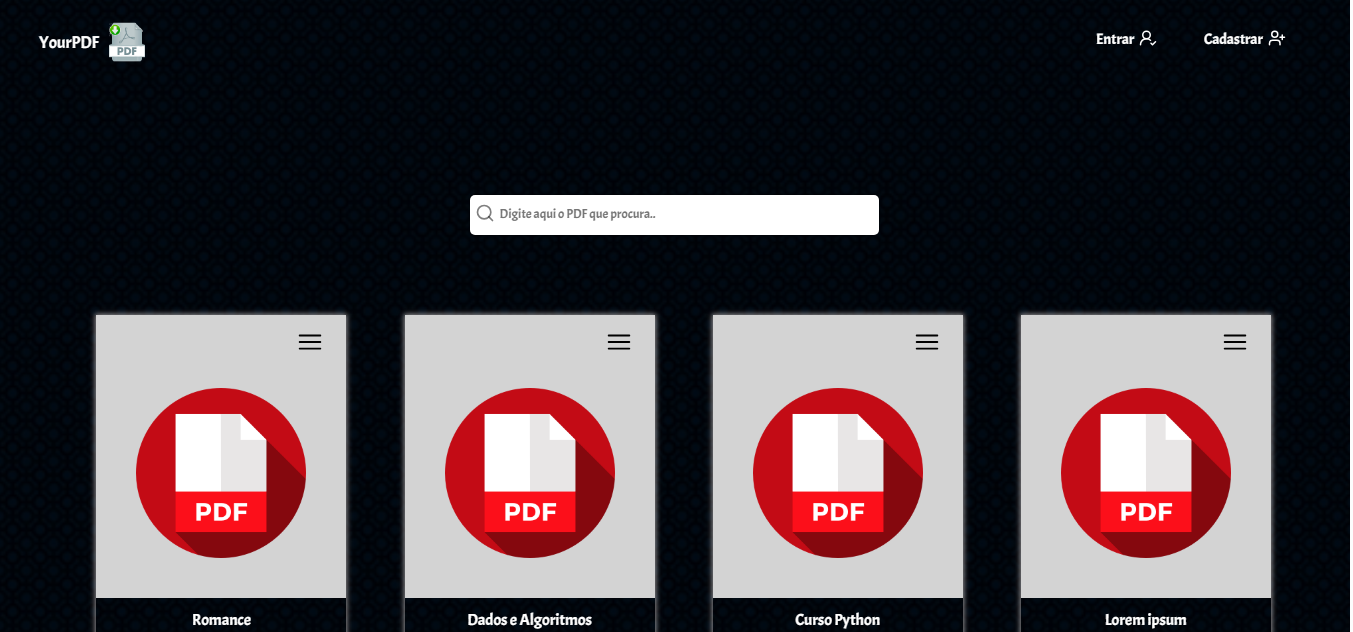 YourPDF
PDF
Entrar
Cadastrar
Digite aqui o PDF que procura..
PDF
PDF
PDF
PDF
Romance
Dados e Algoritmos
Curso Python
Lorem ipsum